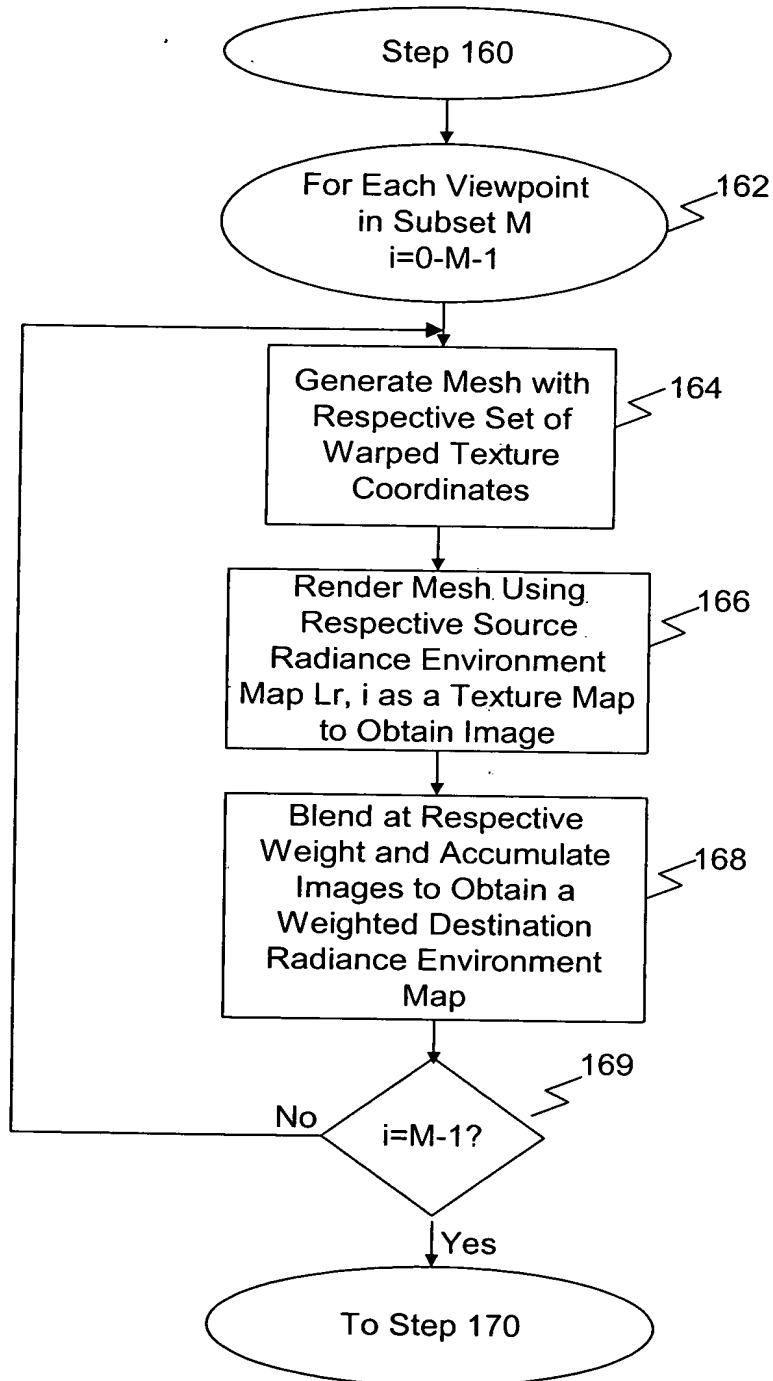 Step 160
For Each Viewpoint
in Subset M
i=0-M-1
162
Generate Mesh with
Respective Set of
Warped Texture
Coordinates
164
Render Mesh Using
Respective Source
Radiance Environment
Map Lr, i as a Texture Map
to Obtain Image
166
Blend at Respective
Weight and Accumulate
Images to Obtain a
Weighted Destination
Radiance Environment
Map
168
169
i=M-1?
No
Yes
To Step 170